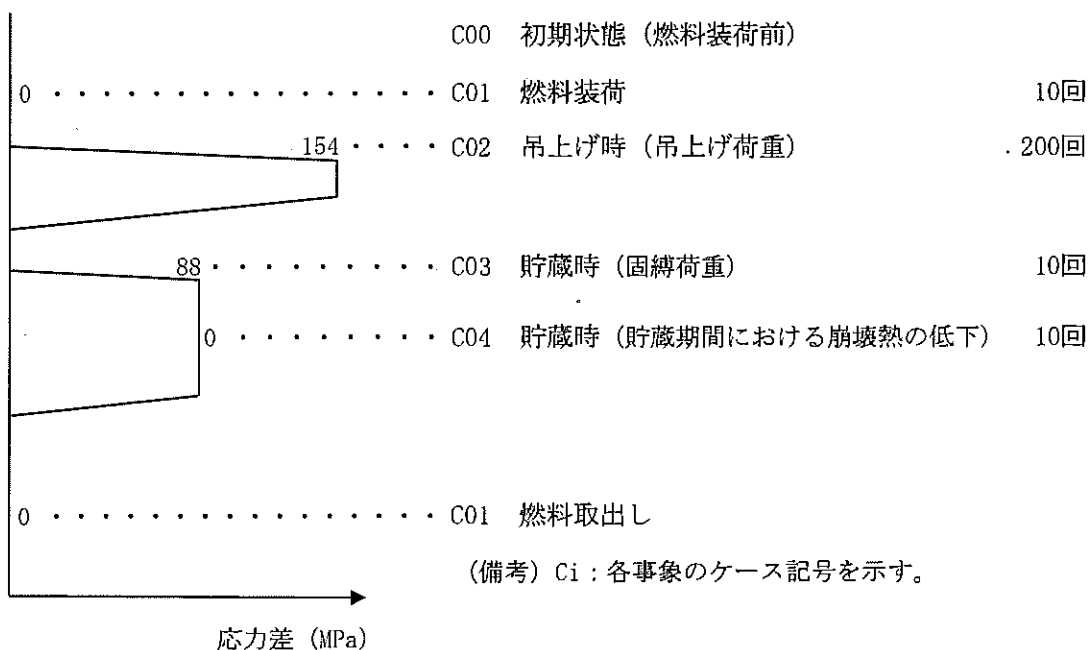 C00 初期状態（燃料装荷前）
0 ・・・・・・・・・・・・・・・・ C01 燃料装荷 10回
154 ・・・・ C02 吊上げ時（吊上げ荷重） 200回
88 ・・・・・・・・・ C03 貯蔵時（固縛荷重） 10回
0 ・・・・・・・・ C04 貯蔵時（貯蔵期間における崩壊熱の低下） 10回
0 ・・・・・・・・・・・・・・・・ C01 燃料取出し
（備考）Ci：各事象のケース記号を示す。
応力差（MPa）